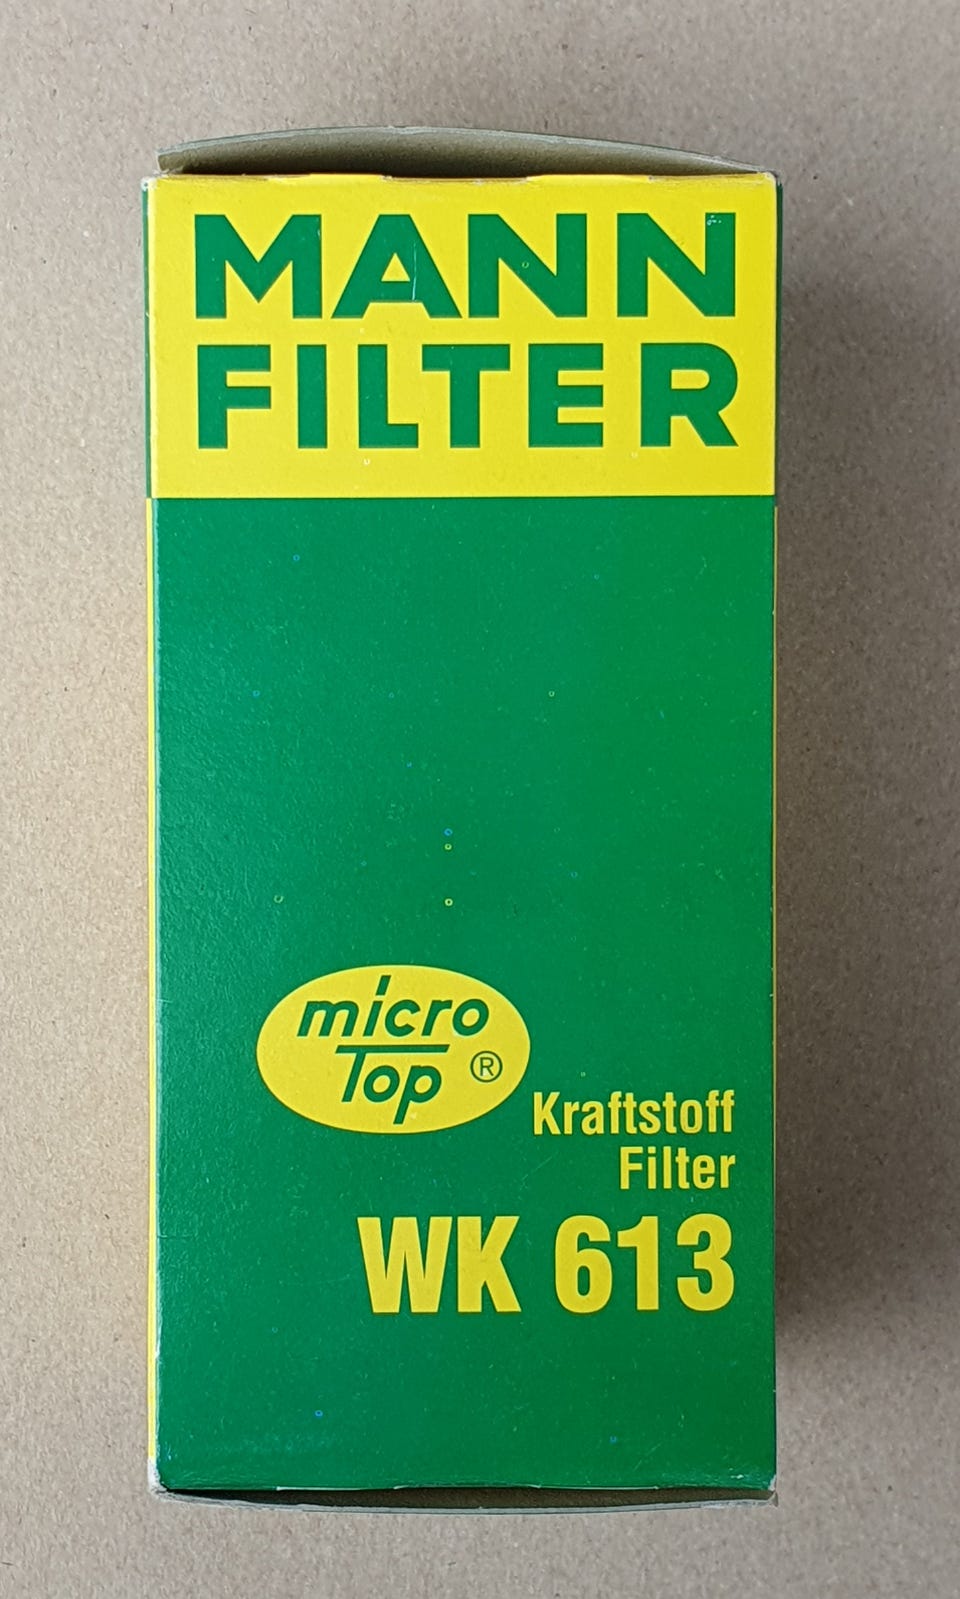 MANN
FILTER
micro
Top ®
Kraftstoff
Filter
WK 613